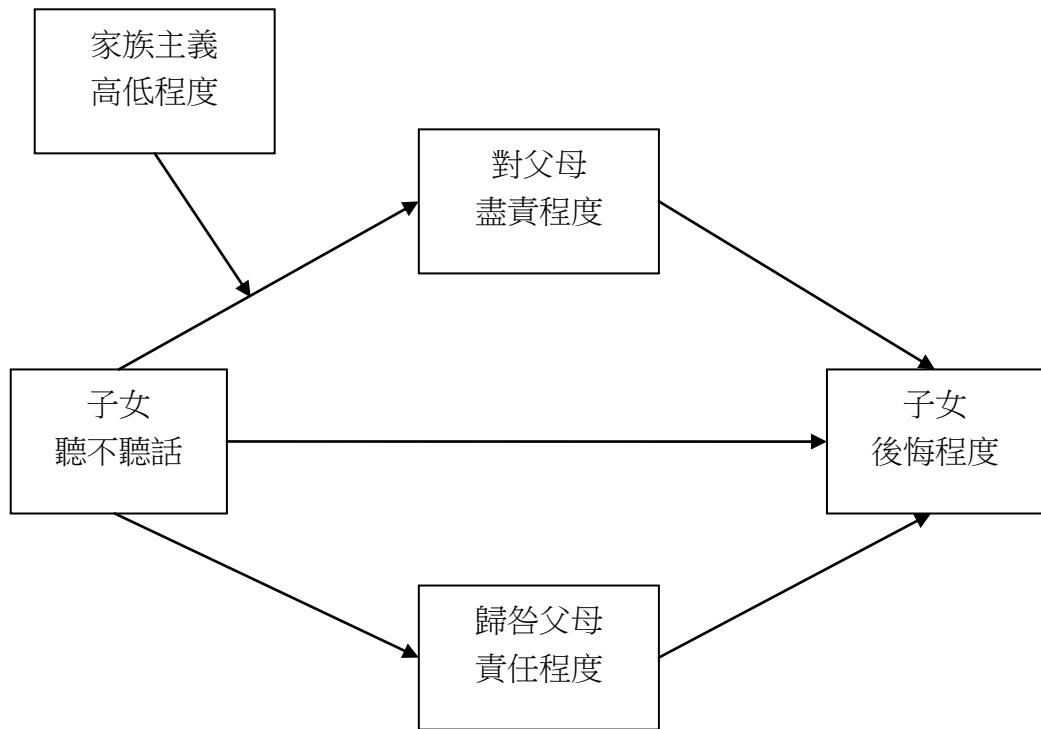 家族主義
高低程度
對父母
盡責程度
子女
聽不聽話
子女
後悔程度
歸咎父母
責任程度